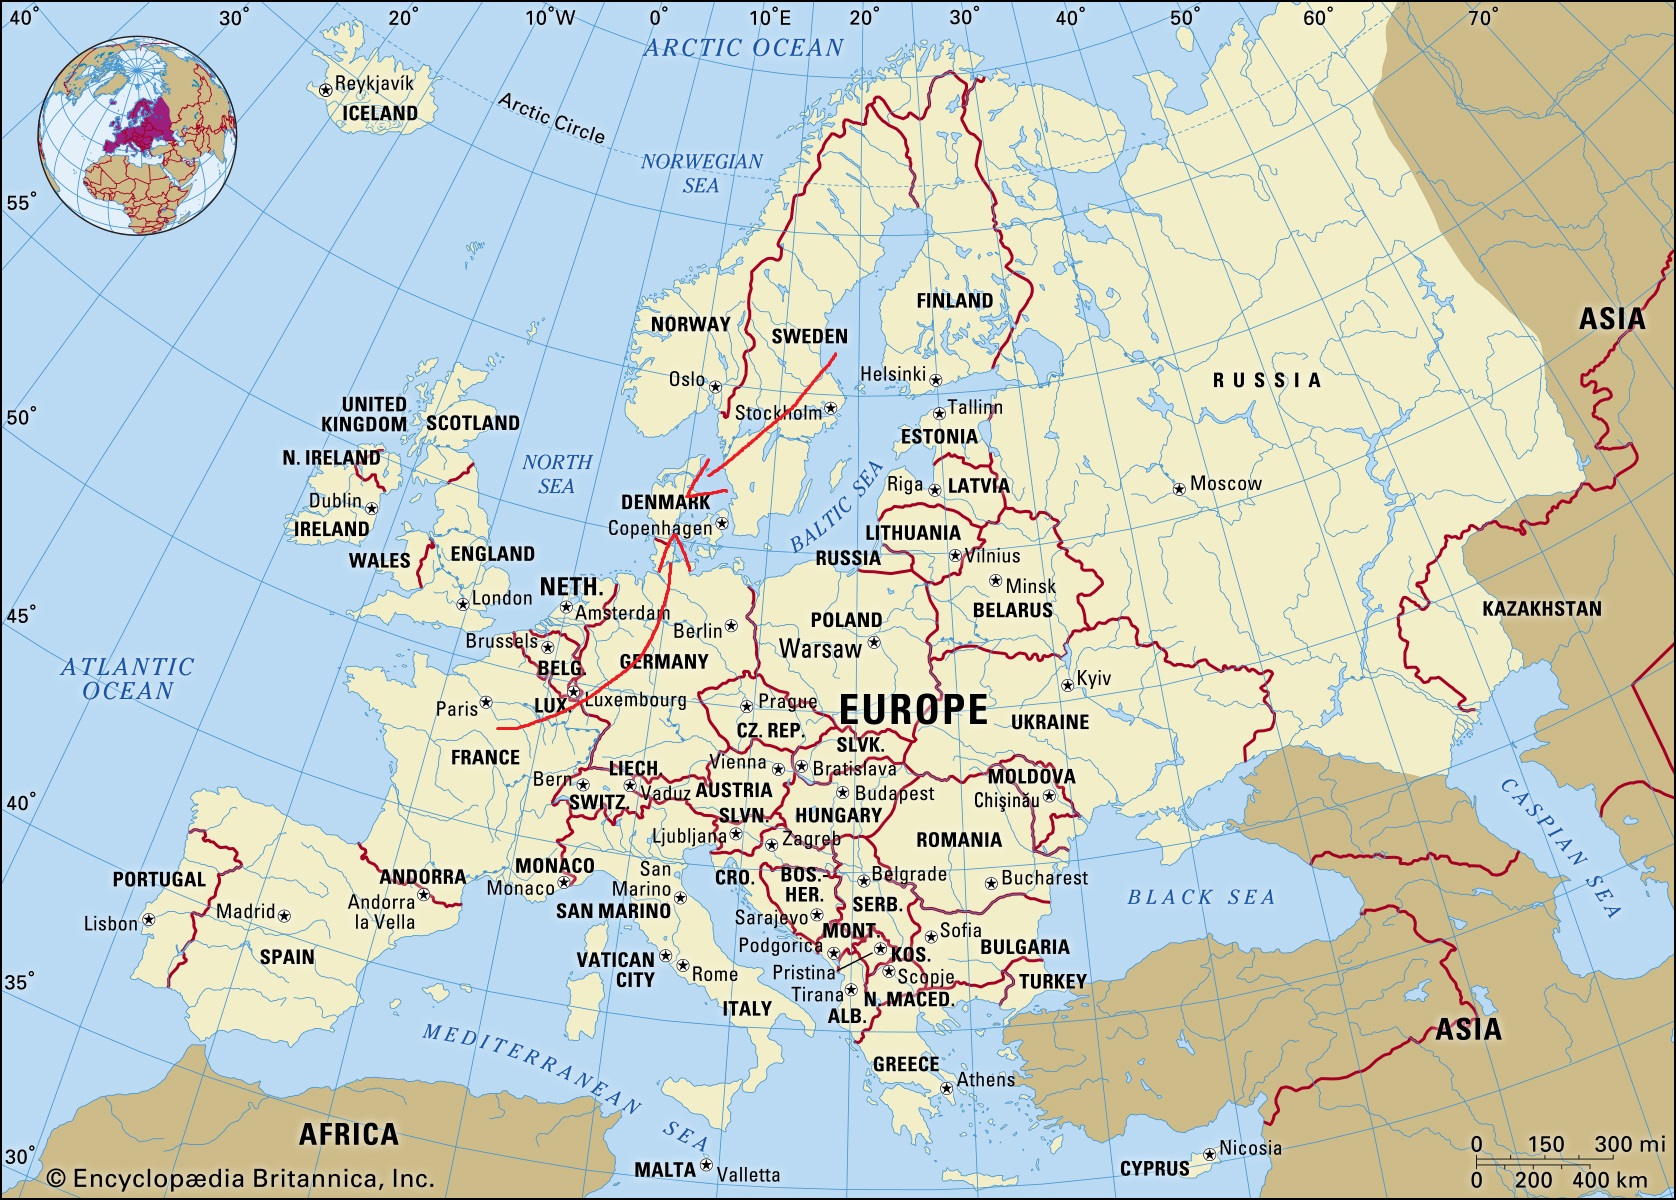 40°
30°
20°
10°W
0°
10°E
20°
30°
40°
50°
60°
70°
ARCTIC OCEAN
Reykjavík
ICELAND
Arctic Circle
NORWEGIAN
SEA
55°
FINLAND
ASIA
NORWAY
SWEDEN
Oslo
Helsinki
RUSSIA
50°
UNITED
KINGDOM
SCOTLAND
Stockholm
Tallinn
ESTONIA
N. IRELAND
NORTH
SEA
Riga
LATVIA
Moscow
Dublin
IRELAND
DENMARK
Copenhagen
BALTIC SEA
LITHUANIA
Vilnius
RUSSIA
WALES
ENGLAND
NETH.
Amsterdam
Minsk
BELARUS
London
45°
KAZAKHSTAN
Brussels
BELG.
Berlin
POLAND
Warsaw
GERMANY
ATLANTIC
OCEAN
Kyiv
Paris
LUX.
Luxembourg
Prague
CZ. REP.
EUROPE
UKRAINE
FRANCE
SLVK.
Vienna
Bratislava
LIECH.
Bern
Vaduz
SWITZ.
AUSTRIA
Budapest
MOLDOVA
Chişinău
40°
SLVN.
HUNGARY
Ljubljana
Zagreb
ROMANIA
CASPIAN SEA
PORTUGAL
ANDORRA
Andorra
la Vella
MONACO
Monaco
San
Marino
SAN MARINO
CRO.
BOS.-
HER.
Belgrade
Bucharest
BLACK SEA
Lisbon
Madrid
SERB.
Sarajevo
MONT.
Sofia
SPAIN
VATICAN
CITY
Rome
Podgorica
KOS.
BULGARIA
Pristina
Scopje
35°
Tirana
N. MACED.
TURKEY
ITALY
ALB.
ASIA
MEDITERRANEAN
SEA
GREECE
Athens
AFRICA
30°
MALTA
Valletta
CYPRUS
Nicosia
0 150 300 mi
0 200 400 km
© Encyclopædia Britannica, Inc.